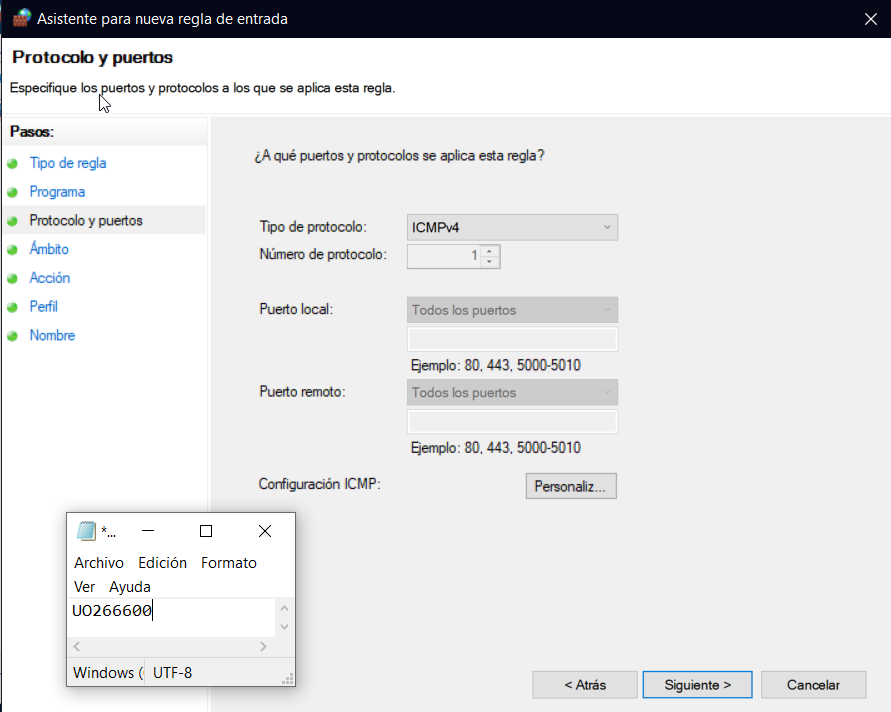 Asistente para nueva regla de entrada
Protocolo y puertos
Especifique los puertos y protocolos a los que se aplica esta regla.
Pasos:
Tipo de regla
Programa
Protocolo y puertos
Ámbito
Acción
Perfil
Nombre
¿A qué puertos y protocolos se aplica esta regla?
Tipo de protocolo: ICMPv4
Número de protocolo: 1
Puerto local: Todos los puertos
Ejemplo: 80, 443, 5000-5010
Puerto remoto: Todos los puertos
Ejemplo: 80, 443, 5000-5010
Configuración ICMP: Personaliz...
*...
Archivo Edición Formato
Ver Ayuda
UO266600
Windows ( UTF-8
< Atrás Siguiente > Cancelar